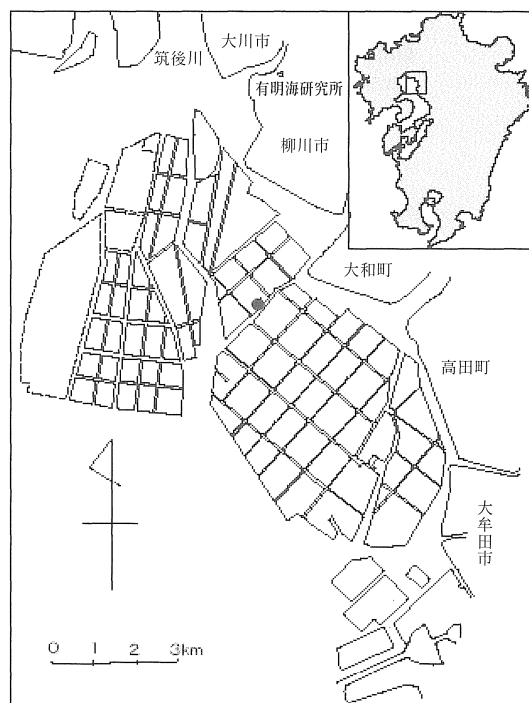 大川市
筑後川
有明海研究所
柳川市
大和町
高田町
大牟田市
0 1 2 3km